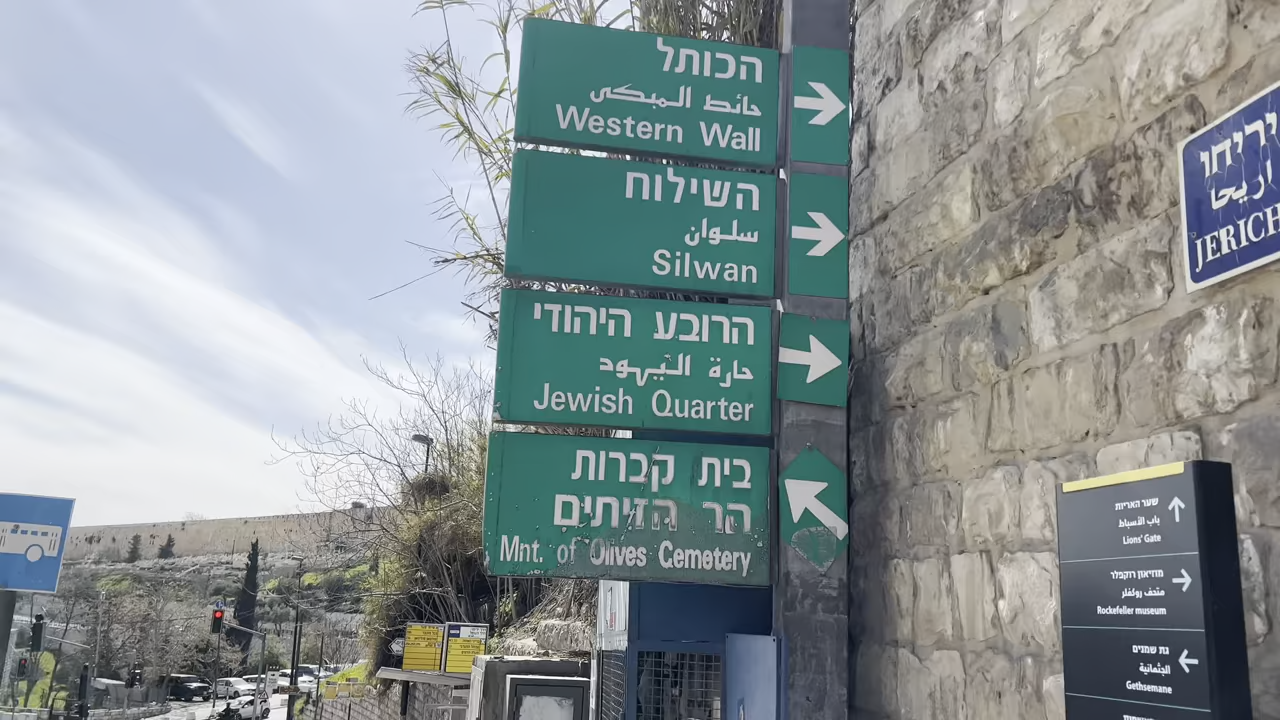 הכותל
حائط المبكى
Western Wall
השילוח
سلوان
Silwan
הרובע היהודי
حارة اليهود
Jewish Quarter
בית קברות
הר הזיתים
Mnt. of Olives Cemetery
יריחו
JERICH
שער האריות
باب الأسباط
Lions' Gate
מוזיאון רוקפלר
متحف روكفلر
Rockefeller museum
גת שמנים
الجثمانية
Gethsemane